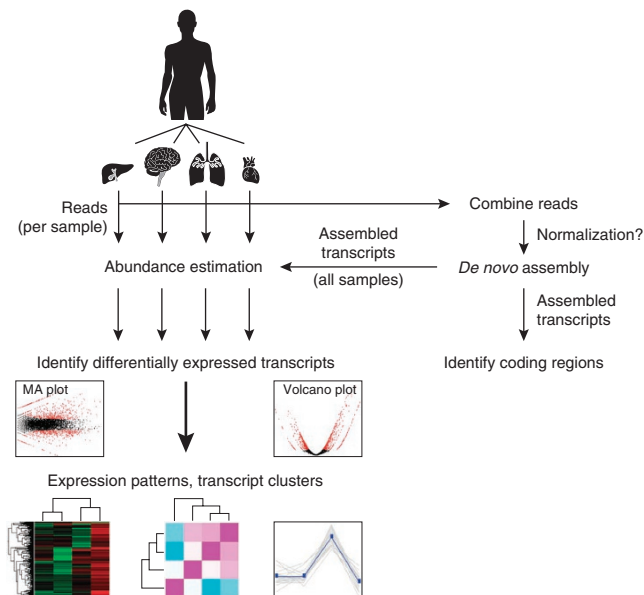 Reads
(per sample)
Combine reads
Normalization?
Assembled
transcripts
(all samples)
Abundance estimation
De novo assembly
Assembled
transcripts
Identify differentially expressed transcripts
Identify coding regions
MA plot
Volcano plot
Expression patterns, transcript clusters